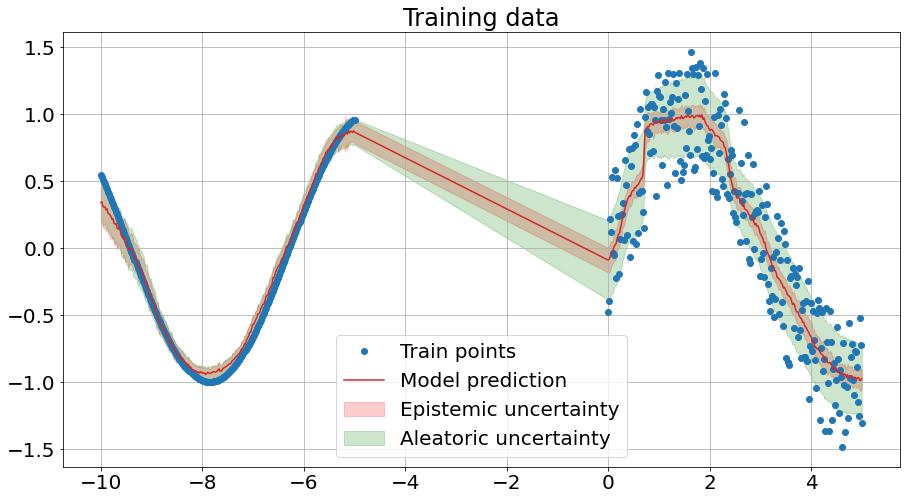 Training data
1.5
1.0
0.5
0.0
−0.5
−1.0
−1.5
Train points
Model prediction
Epistemic uncertainty
Aleatoric uncertainty
−10 −8 −6 −4 −2 0 2 4